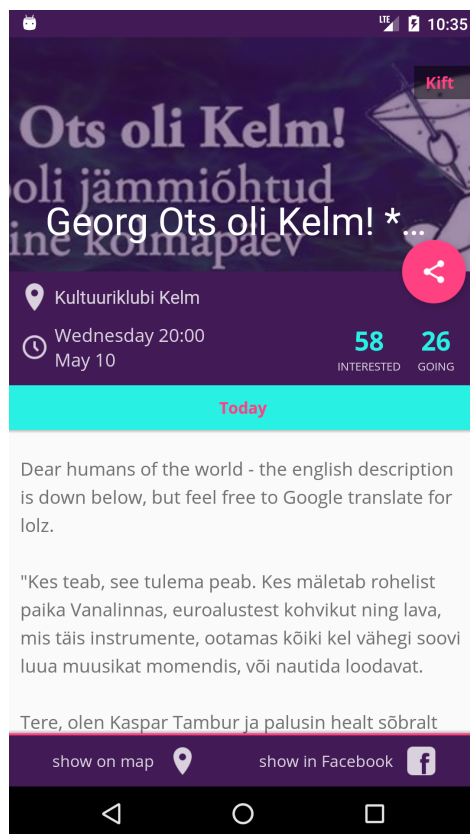 LTE 10:35
Kift
Ots oli Kelm!
oli jämmiõhtud
Georg Ots oli Kelm! *...
ine kolmapäev
Kultuuriklubi Kelm
Wednesday 20:00
May 10
58 26
INTERESTED GOING
Today
Dear humans of the world - the english description
is down below, but feel free to Google translate for
lolz.
"Kes teab, see tulema peab. Kes mäletab rohelist
paika Vanalinnas, euroalustest kohvikut ning lava,
mis täis instrumente, ootamas kõiki kel vähegi soovi
luua muusikat momendis, või nautida loodavat.
Tere, olen Kaspar Tambur ja palusin healt sõbralt
show on map show in Facebook